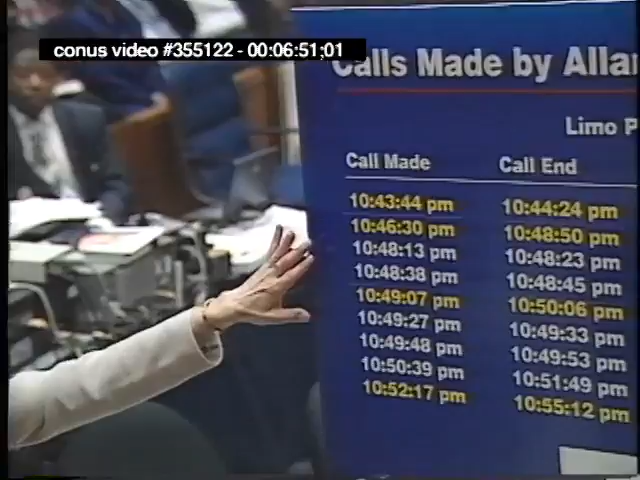 conus video #355122 - 00:06:51;01
Calls Made by Alla
Limo P
Call Made Call End
10:43:44 pm 10:44:24 pm
10:46:30 pm 10:48:50 pm
10:48:13 pm 10:48:23 pm
10:48:38 pm 10:48:45 pm
10:49:07 pm 10:50:06 pm
10:49:27 pm 10:49:33 pm
10:49:48 pm 10:49:53 pm
10:50:39 pm 10:51:49 pm
10:52:17 pm 10:55:12 pm